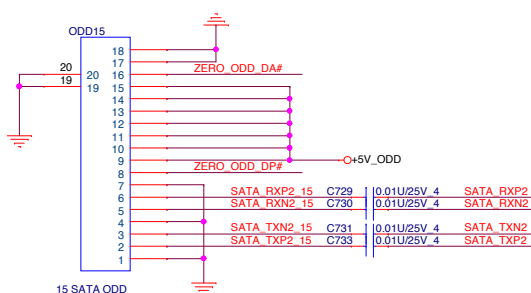 ODD15
18
17
20 20 16 ZERO_ODD_DA#
19 19 15
14
13
12
11
10
9 +5V_ODD
8 ZERO_ODD_DP#
7
6 SATA_RXP2_15 C729 0.01U/25V_4 SATA_RXP2
5 SATA_RXN2_15 C730 0.01U/25V_4 SATA_RXN2
4
3 SATA_TXN2_15 C731 0.01U/25V_4 SATA_TXN2
2 SATA_TXP2_15 C733 0.01U/25V_4 SATA_TXP2
1
15 SATA ODD